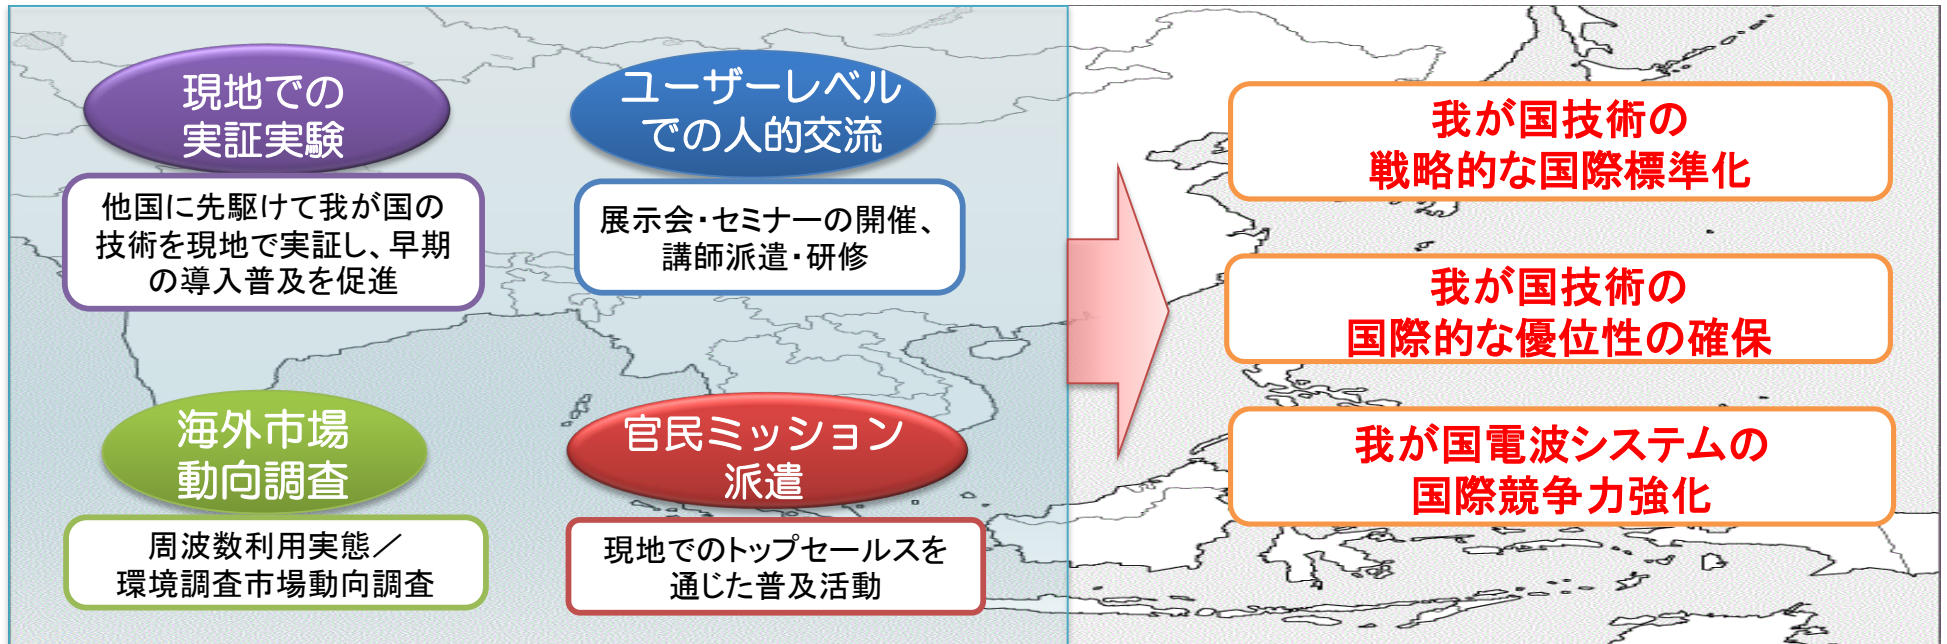 現地での
実証実験
他国に先駆けて我が国の
技術を現地で実証し、早期
の導入普及を促進
ユーザーレベル
での人的交流
展示会・セミナーの開催、
講師派遣・研修
海外市場
動向調査
周波数利用実態／
環境調査市場動向調査
官民ミッション
派遣
現地でのトップセールスを
通じた普及活動
我が国技術の
戦略的な国際標準化
我が国技術の
国際的な優位性の確保
我が国電波システムの
国際競争力強化